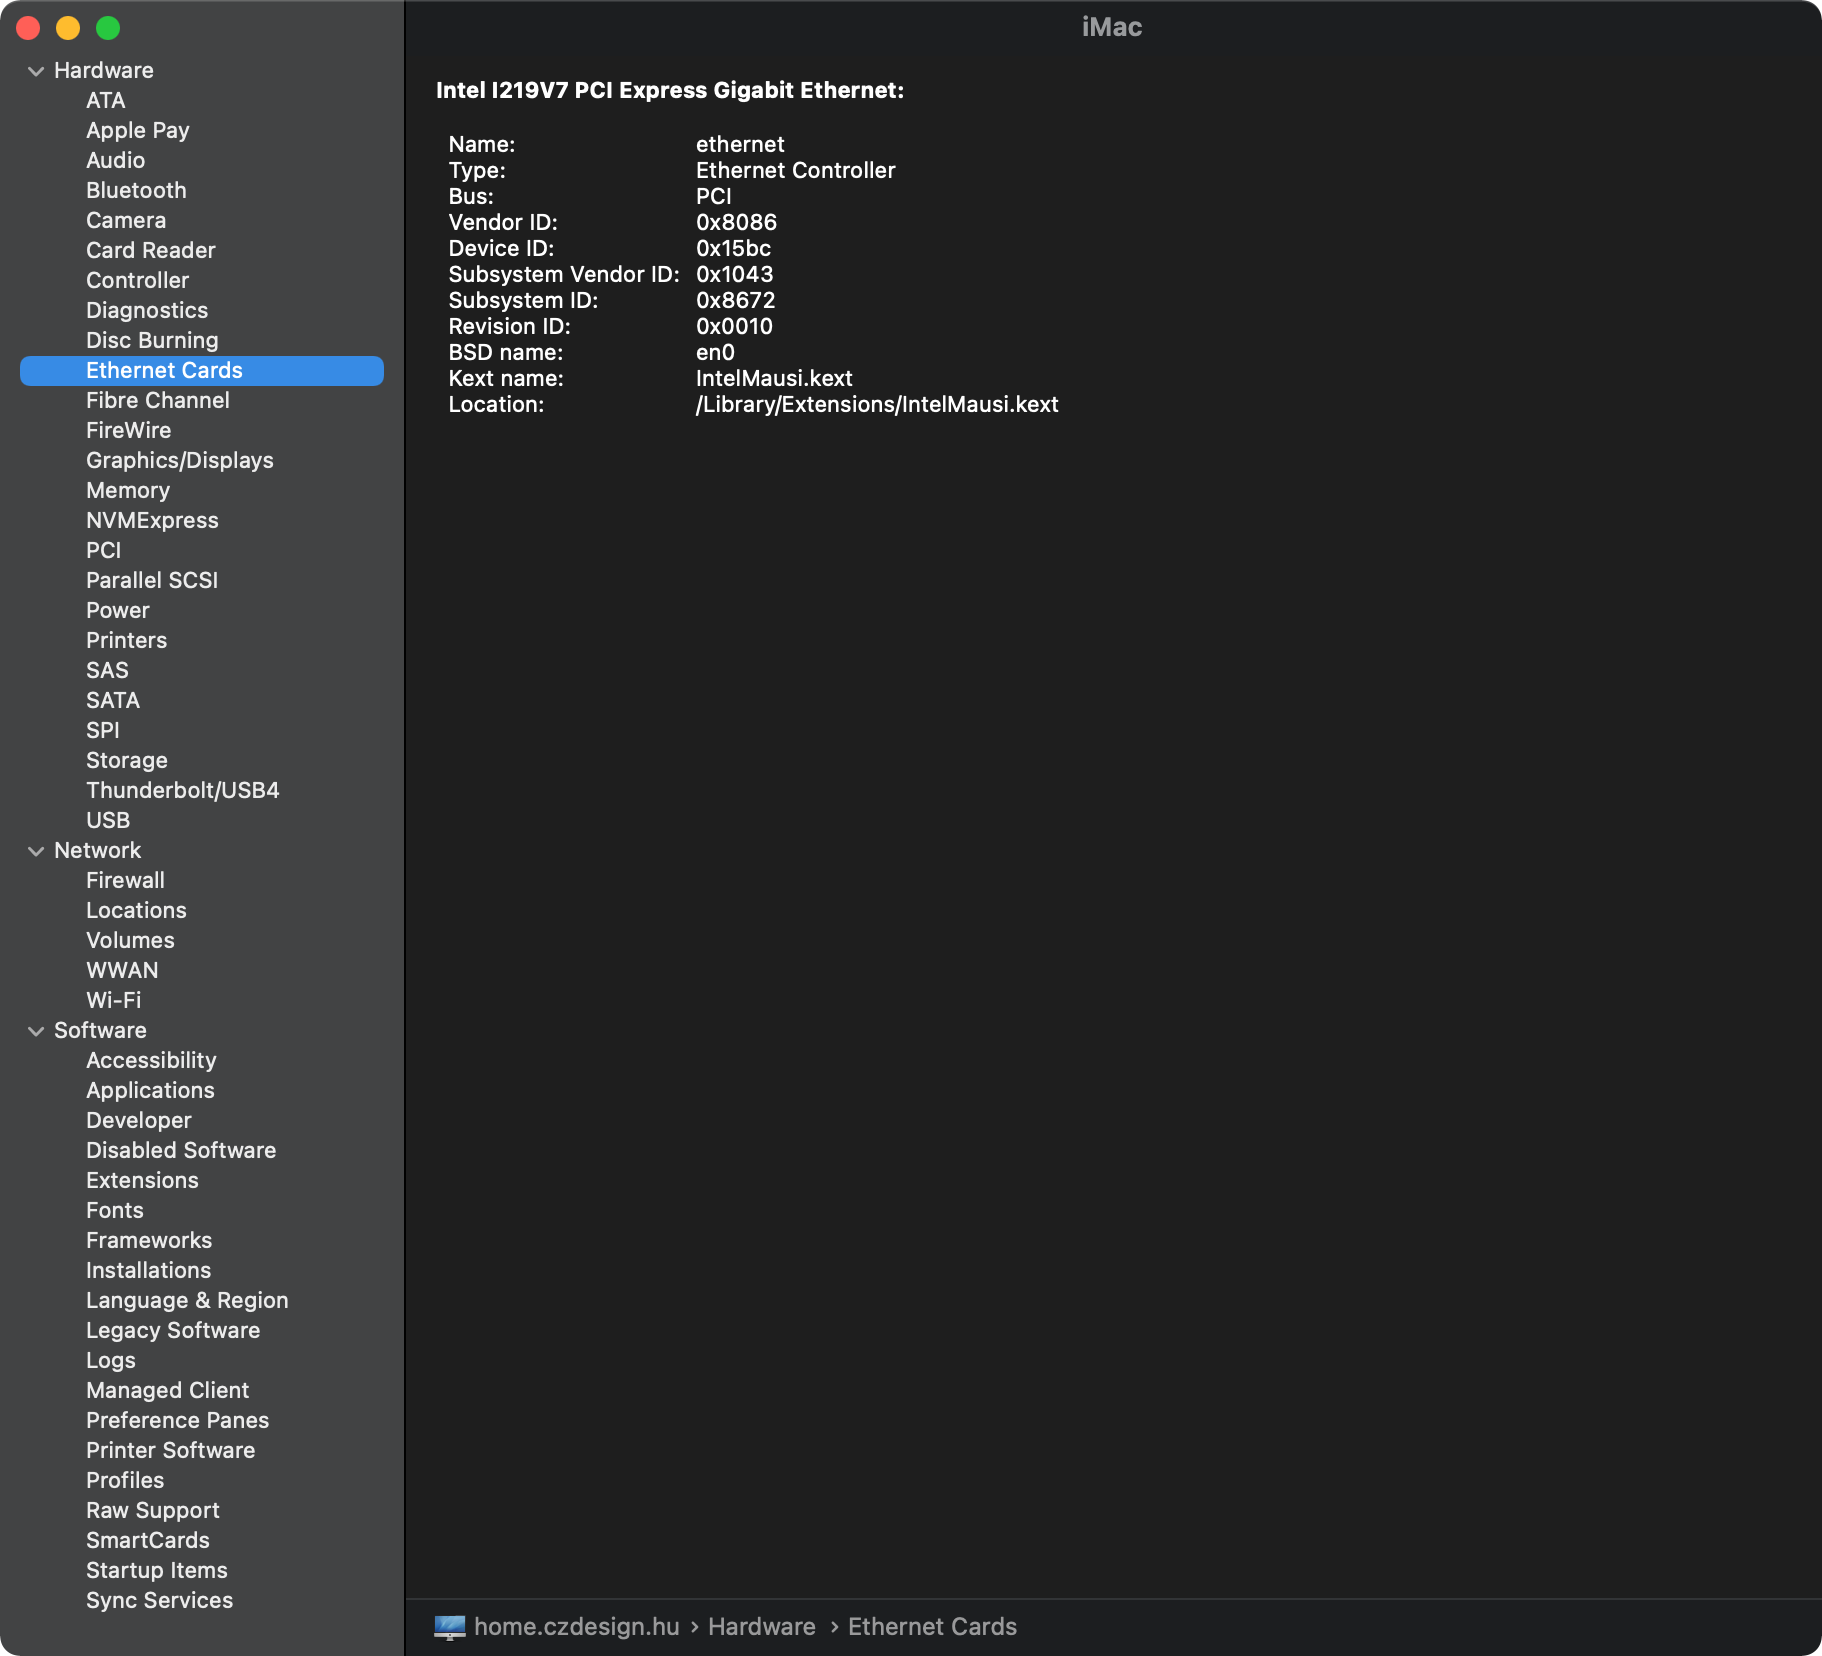 iMac
Hardware
ATA
Apple Pay
Audio
Bluetooth
Camera
Card Reader
Controller
Diagnostics
Disc Burning
Ethernet Cards
Fibre Channel
FireWire
Graphics/Displays
Memory
NVMExpress
PCI
Parallel SCSI
Power
Printers
SAS
SATA
SPI
Storage
Thunderbolt/USB4
USB
Network
Firewall
Locations
Volumes
WWAN
Wi-Fi
Software
Accessibility
Applications
Developer
Disabled Software
Extensions
Fonts
Frameworks
Installations
Language & Region
Legacy Software
Logs
Managed Client
Preference Panes
Printer Software
Profiles
Raw Support
SmartCards
Startup Items
Sync Services
Intel I219V7 PCI Express Gigabit Ethernet:
Name: ethernet
Type: Ethernet Controller
Bus: PCI
Vendor ID: 0x8086
Device ID: 0x15bc
Subsystem Vendor ID: 0x1043
Subsystem ID: 0x8672
Revision ID: 0x0010
BSD name: en0
Kext name: IntelMausi.kext
Location: /Library/Extensions/IntelMausi.kext
home.czdesign.hu › Hardware › Ethernet Cards